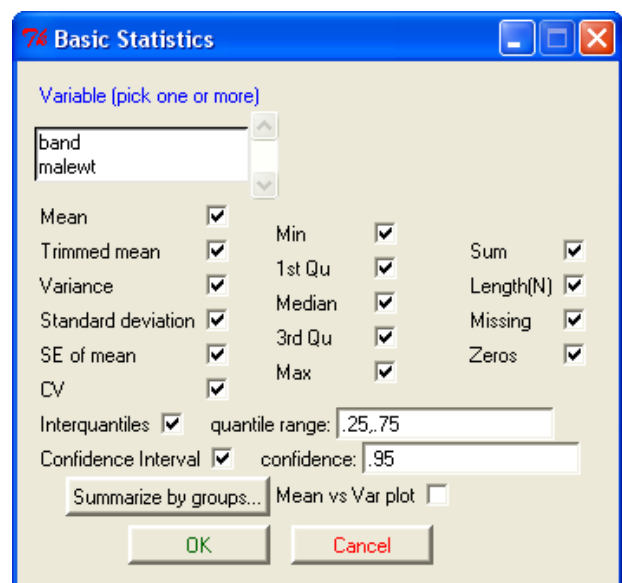 Basic Statistics
Variable (pick one or more)
band
malewt
Mean
Trimmed mean
Variance
Standard deviation
SE of mean
CV
Min
1st Qu
Median
3rd Qu
Max
Sum
Length(N)
Missing
Zeros
Interquantiles quantile range: .25,.75
Confidence Interval confidence: .95
Summarize by groups... Mean vs Var plot
OK Cancel